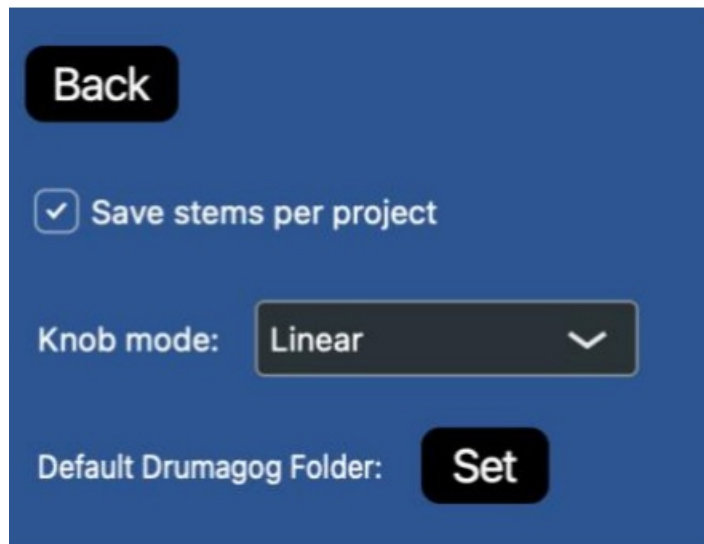 Back
Save stems per project
Knob mode: Linear
Default Drumagog Folder: Set